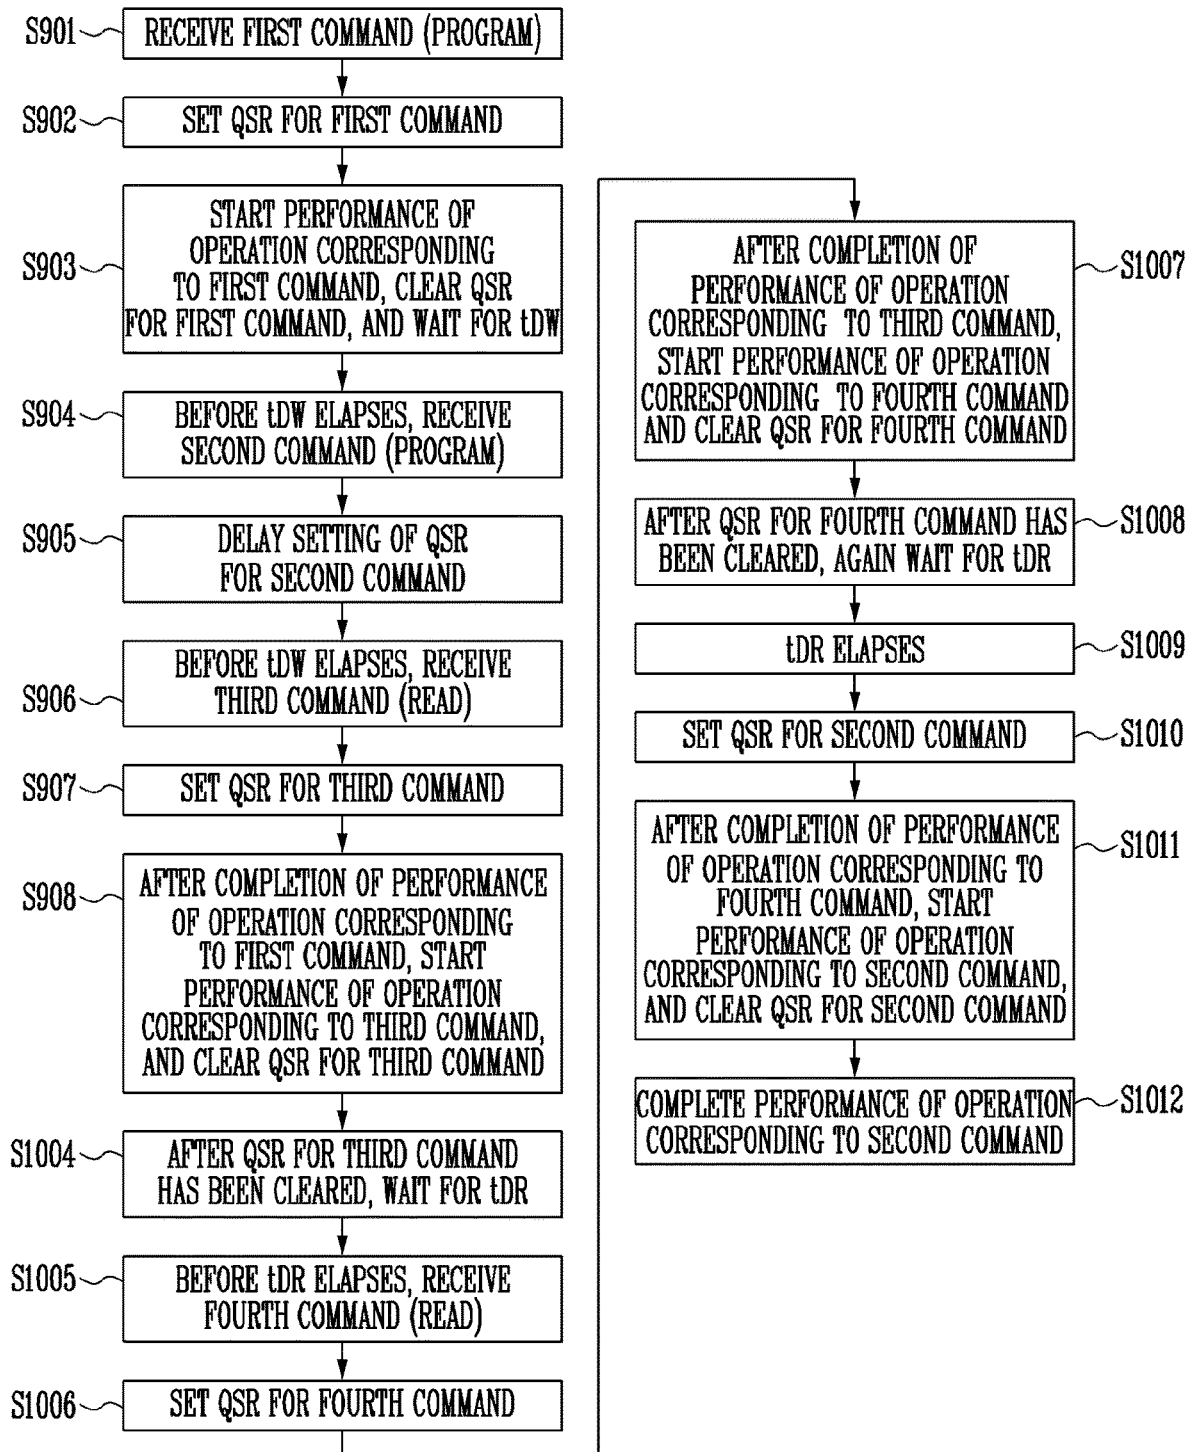 S901
RECEIVE FIRST COMMAND (PROGRAM)
S902
SET QSR FOR FIRST COMMAND
S903
START PERFORMANCE OF
OPERATION CORRESPONDING
TO FIRST COMMAND, CLEAR QSR
FOR FIRST COMMAND, AND WAIT FOR tDW
S904
BEFORE tDW ELAPSES, RECEIVE
SECOND COMMAND (PROGRAM)
S905
DELAY SETTING OF QSR
FOR SECOND COMMAND
S906
BEFORE tDW ELAPSES, RECEIVE
THIRD COMMAND (READ)
S907
SET QSR FOR THIRD COMMAND
S908
AFTER COMPLETION OF PERFORMANCE
OF OPERATION CORRESPONDING
TO FIRST COMMAND, START
PERFORMANCE OF OPERATION
CORRESPONDING TO THIRD COMMAND,
AND CLEAR QSR FOR THIRD COMMAND
S1004
AFTER QSR FOR THIRD COMMAND
HAS BEEN CLEARED, WAIT FOR tDR
S1005
BEFORE tDR ELAPSES, RECEIVE
FOURTH COMMAND (READ)
S1006
SET QSR FOR FOURTH COMMAND
AFTER COMPLETION OF
PERFORMANCE OF OPERATION
CORRESPONDING TO THIRD COMMAND,
START PERFORMANCE OF OPERATION
CORRESPONDING TO FOURTH COMMAND
AND CLEAR QSR FOR FOURTH COMMAND
S1007
AFTER QSR FOR FOURTH COMMAND HAS
BEEN CLEARED, AGAIN WAIT FOR tDR
S1008
tDR ELAPSES
S1009
SET QSR FOR SECOND COMMAND
S1010
AFTER COMPLETION OF PERFORMANCE
OF OPERATION CORRESPONDING TO
FOURTH COMMAND, START
PERFORMANCE OF OPERATION
CORRESPONDING TO SECOND COMMAND,
AND CLEAR QSR FOR SECOND COMMAND
S1011
COMPLETE PERFORMANCE OF OPERATION
CORRESPONDING TO SECOND COMMAND
S1012